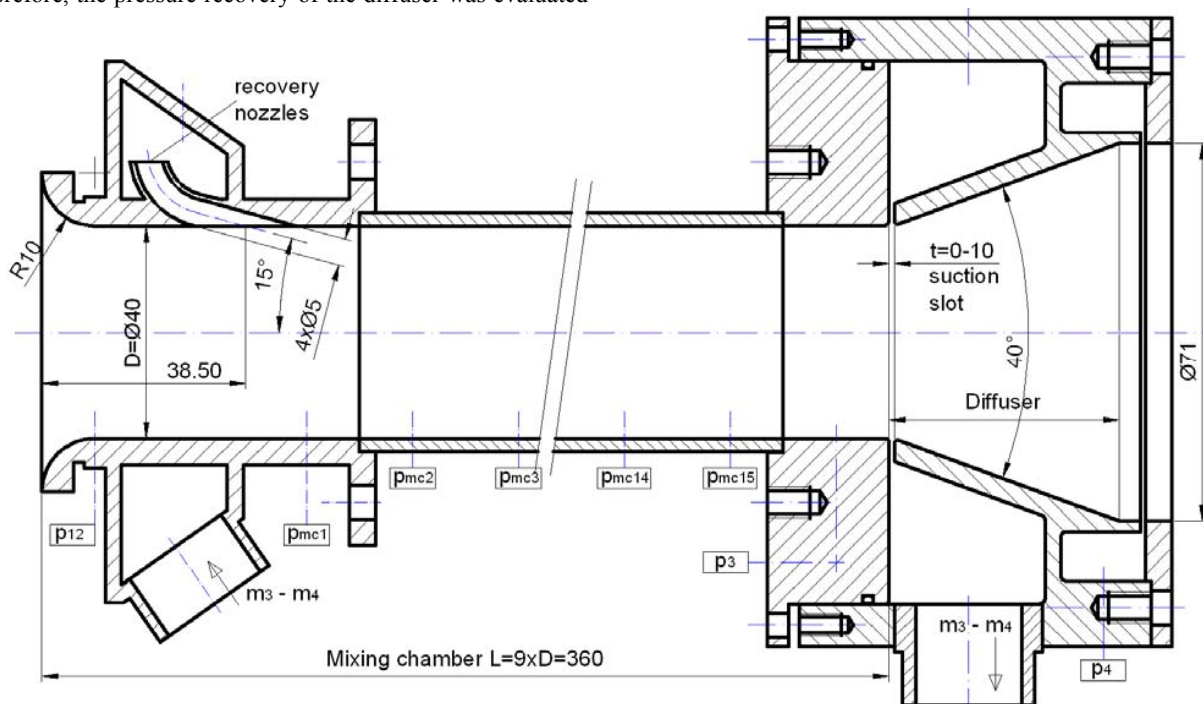 erefore, the pressure recovery of the diffuser was evaluated
recovery
nozzles
R10
D=Ø40
38.50
15°
4xØ5
t=0-10
suction
slot
40°
Diffuser
Ø71
p12
pmc1
pmc2
pmc3
pmc14
pmc15
p3
m3 - m4
m3 - m4
p4
Mixing chamber L=9xD=360